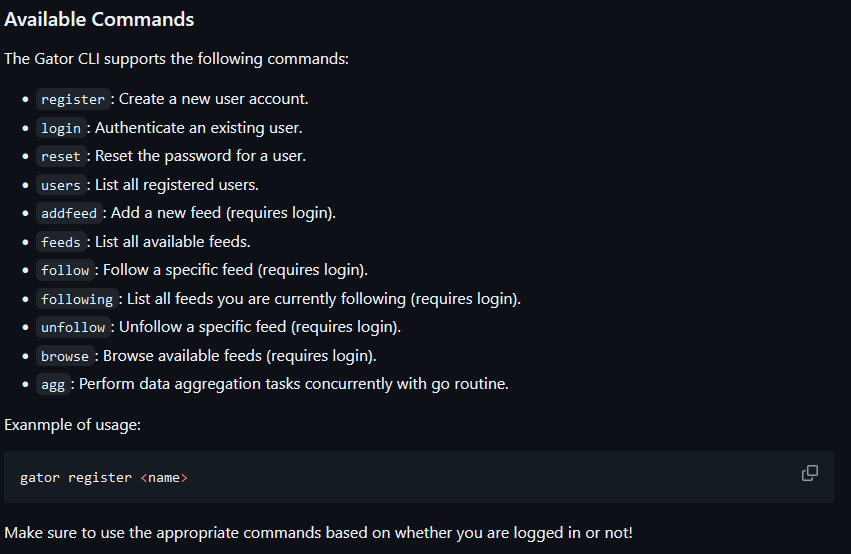 Available Commands
The Gator CLI supports the following commands:
register: Create a new user account.
login: Authenticate an existing user.
reset: Reset the password for a user.
users: List all registered users.
addfeed: Add a new feed (requires login).
feeds: List all available feeds.
follow: Follow a specific feed (requires login).
following: List all feeds you are currently following (requires login).
unfollow: Unfollow a specific feed (requires login).
browse: Browse available feeds (requires login).
agg: Perform data aggregation tasks concurrently with go routine.
Exanmple of usage:
gator register <name>
Make sure to use the appropriate commands based on whether you are logged in or not!